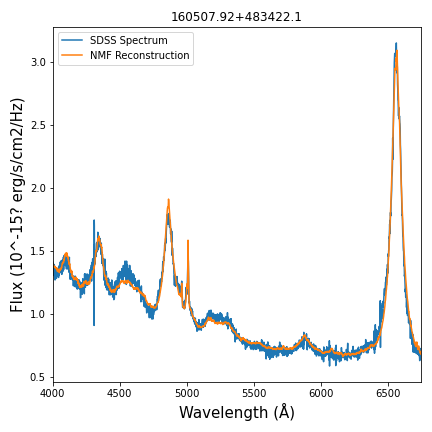 160507.92+483422.1
SDSS Spectrum
NMF Reconstruction
Flux (10^-15? erg/s/cm2/Hz)
3.0
2.5
2.0
1.5
1.0
0.5
4000 4500 5000 5500 6000 6500
Wavelength (Å)